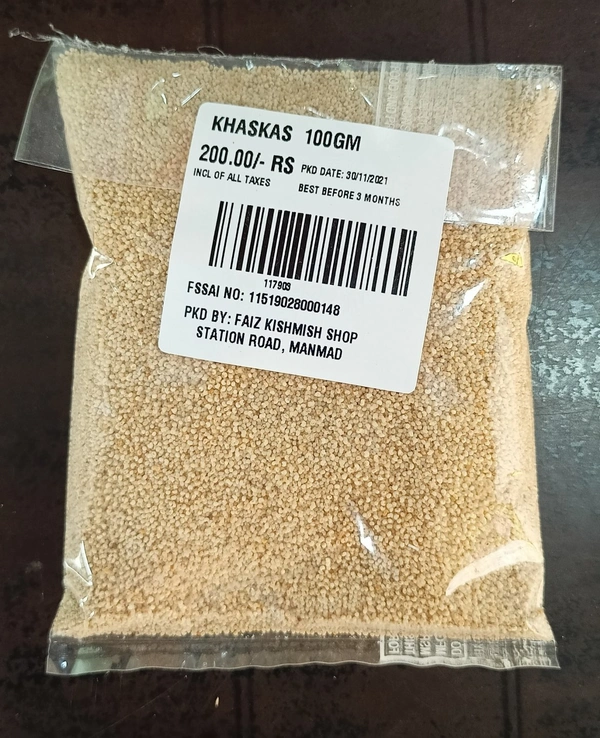 KHASKAS 100GM
200.00/- RS PKD DATE: 30/11/2021
INCL OF ALL TAXES BEST BEFORE 3 MONTHS
117909
FSSAI NO: 11519028000148
PKD BY: FAIZ KISHMISH SHOP
STATION ROAD, MANMAD